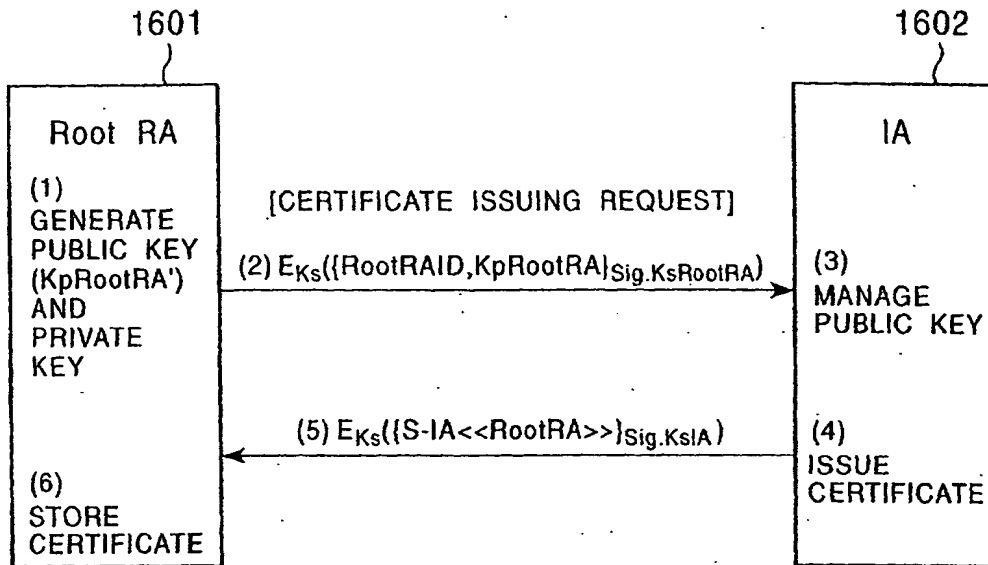 1601
1602
Root RA
IA
(1)
GENERATE
PUBLIC KEY
(KpRootRA')
AND
PRIVATE
KEY
[CERTIFICATE ISSUING REQUEST]
(2) EKs({RootRAID,KpRootRA}Sig.KsRootRA)
(3)
MANAGE
PUBLIC KEY
(5) EKs({S-IA<<RootRA>>}Sig.KsIA)
(4)
ISSUE
CERTIFICATE
(6)
STORE
CERTIFICATE